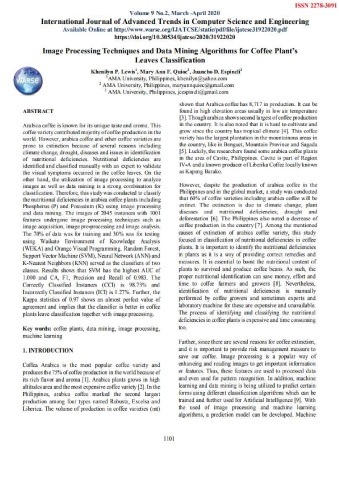 ISSN 2278-3091
Volume 9 No.2, March -April 2020
International Journal of Advanced Trends in Computer Science and Engineering
Available Online at http://www.warse.org/IJATCSE/static/pdf/file/ijatcse31922020.pdf
https://doi.org/10.30534/ijatcse/2020/31922020
Image Processing Techniques and Data Mining Algorithms for Coffee Plant's
Leaves Classification
Khenilyn P. Lewis¹, Mary Ann F. Quioc², Juancho D. Espineli³
¹ AMA University, Philippines, khenilyn@yahoo.com
² AMA University, Philippines, maryannquioc@gmail.com
³ AMA University, Philippines, jcesprnl@gmail.com
WARSE
ABSTRACT
Arabica coffee is known for its unique taste and aroma. This
coffee variety contributed majority of coffee production in the
world. However, arabica coffee and other coffee varieties are
prone to extinction because of several reasons including
climate change, drought, diseases and issues in identification
of nutritional deficiencies. Nutritional deficiencies are
identified and classified manually with an expert to validate
the visual symptoms occurred in the coffee leaves. On the
other hand, the utilization of image processing to analyze
images as well as data mining is a strong combination for
classification. Therefore, this study was conducted to classify
the nutritional deficiencies in arabica coffee plants including
Phosphorus (P) and Potassium (K) using image processing
and data mining. The images of 2045 instances with 1001
features undergone image processing such as
image acquisition, image preprocessing and image analysis.
The 70% of data was for training and 30% was for testing
using Waikato Environment of Knowledge Analysis
(WEKA) and Orange Visual Programming. Random Forest,
Support Vector Machine (SVM), Neural Network (ANN) and
K-Nearest Neighbors (KNN) served as the classifiers of two
classes. Results shows that SVM has the highest AUC of
1.000 and CA, F1, Precision and Recall of 0.983. The
Correctly Classified Instances (CCI) is 98.73% and
Incorrectly Classified Instances (ICI) is 1.27%. Further, the
Kappa statistics of 0.97 shows an almost perfect value of
agreement and implies that the classifier is better in coffee
plants leave classification together with image processing.
Key words: coffee plants, data mining, image processing,
machine learning
1. INTRODUCTION
Coffea Arabica is the most popular coffee variety and
produces the 75% of coffee production in the world because of
its rich flavor and aroma [1]. Arabica plants grows in high
altitudes area and the most expensive coffee variety [2]. In the
Philippines, arabica coffee marked the second largest
production among four types named Robusta, Excelsa and
Liberica. The volume of production in coffee varieties (mt)
shown that Arabica coffee has 8,717 in production. It can be
found in high elevation areas usually is low air temperature
[3]. Though arabica shows second largest of coffee production
in the country. It is also noted that it is hard to cultivate and
grow since the country has tropical climate [4]. This coffee
variety has the largest plantation in the mountainous areas in
the country, like in Benguet, Mountain Province and Sagada
[5]. Luckily, the researchers found some arabica coffee plants
in the area of Cavite, Philippines. Cavite is part of Region
IV-A and a known producer of Liberika Coffee locally known
as Kapeng Barako.
However, despite the production of arabica coffee in the
Philippines and in the global market, a study was conducted
that 60% of coffee varieties including arabica coffee will be
extinct. The extinction is due to climate change, plant
diseases and nutritional deficiencies; drought and
deforestation [6]. The Philippines also noted a decrease of
coffee production in the country [7]. Among the mentioned
causes of extinction of arabica coffee variety, this study
focused in classification of nutritional deficiencies in coffee
plants. It is important to identify the nutritional deficiencies
in plants as it is a way of providing correct remedies and
measures. It is essential to boost the nutritional content of
plants to survived and produce coffee beans. As such, the
proper nutritional identification can save money, effort and
time to coffee farmers and growers [8]. Nevertheless,
identification of nutritional deficiencies is manually
performed by coffee growers and sometimes experts and
laboratory machine for these are expensive and unavailable.
The process of identifying and classifying the nutritional
deficiencies in coffee plants is expensive and time consuming
too.
Further, sonce there are several reasons for coffee extinction,
and it is important to provide risk management measure to
save our coffee. Image processing is a popular way of
enhancing and reading images to get important information
or features. Thus, these features are used to processed data
and even used for pattern recognition. In addition, machine
learning and data mining is being utilized to predict certain
forms using different classification algorithms which can be
trained and further used for Artificial Intelligence [9]. With
the used of image processing and machine learning
algorithms, a prediction model can be developed. Machine
1101